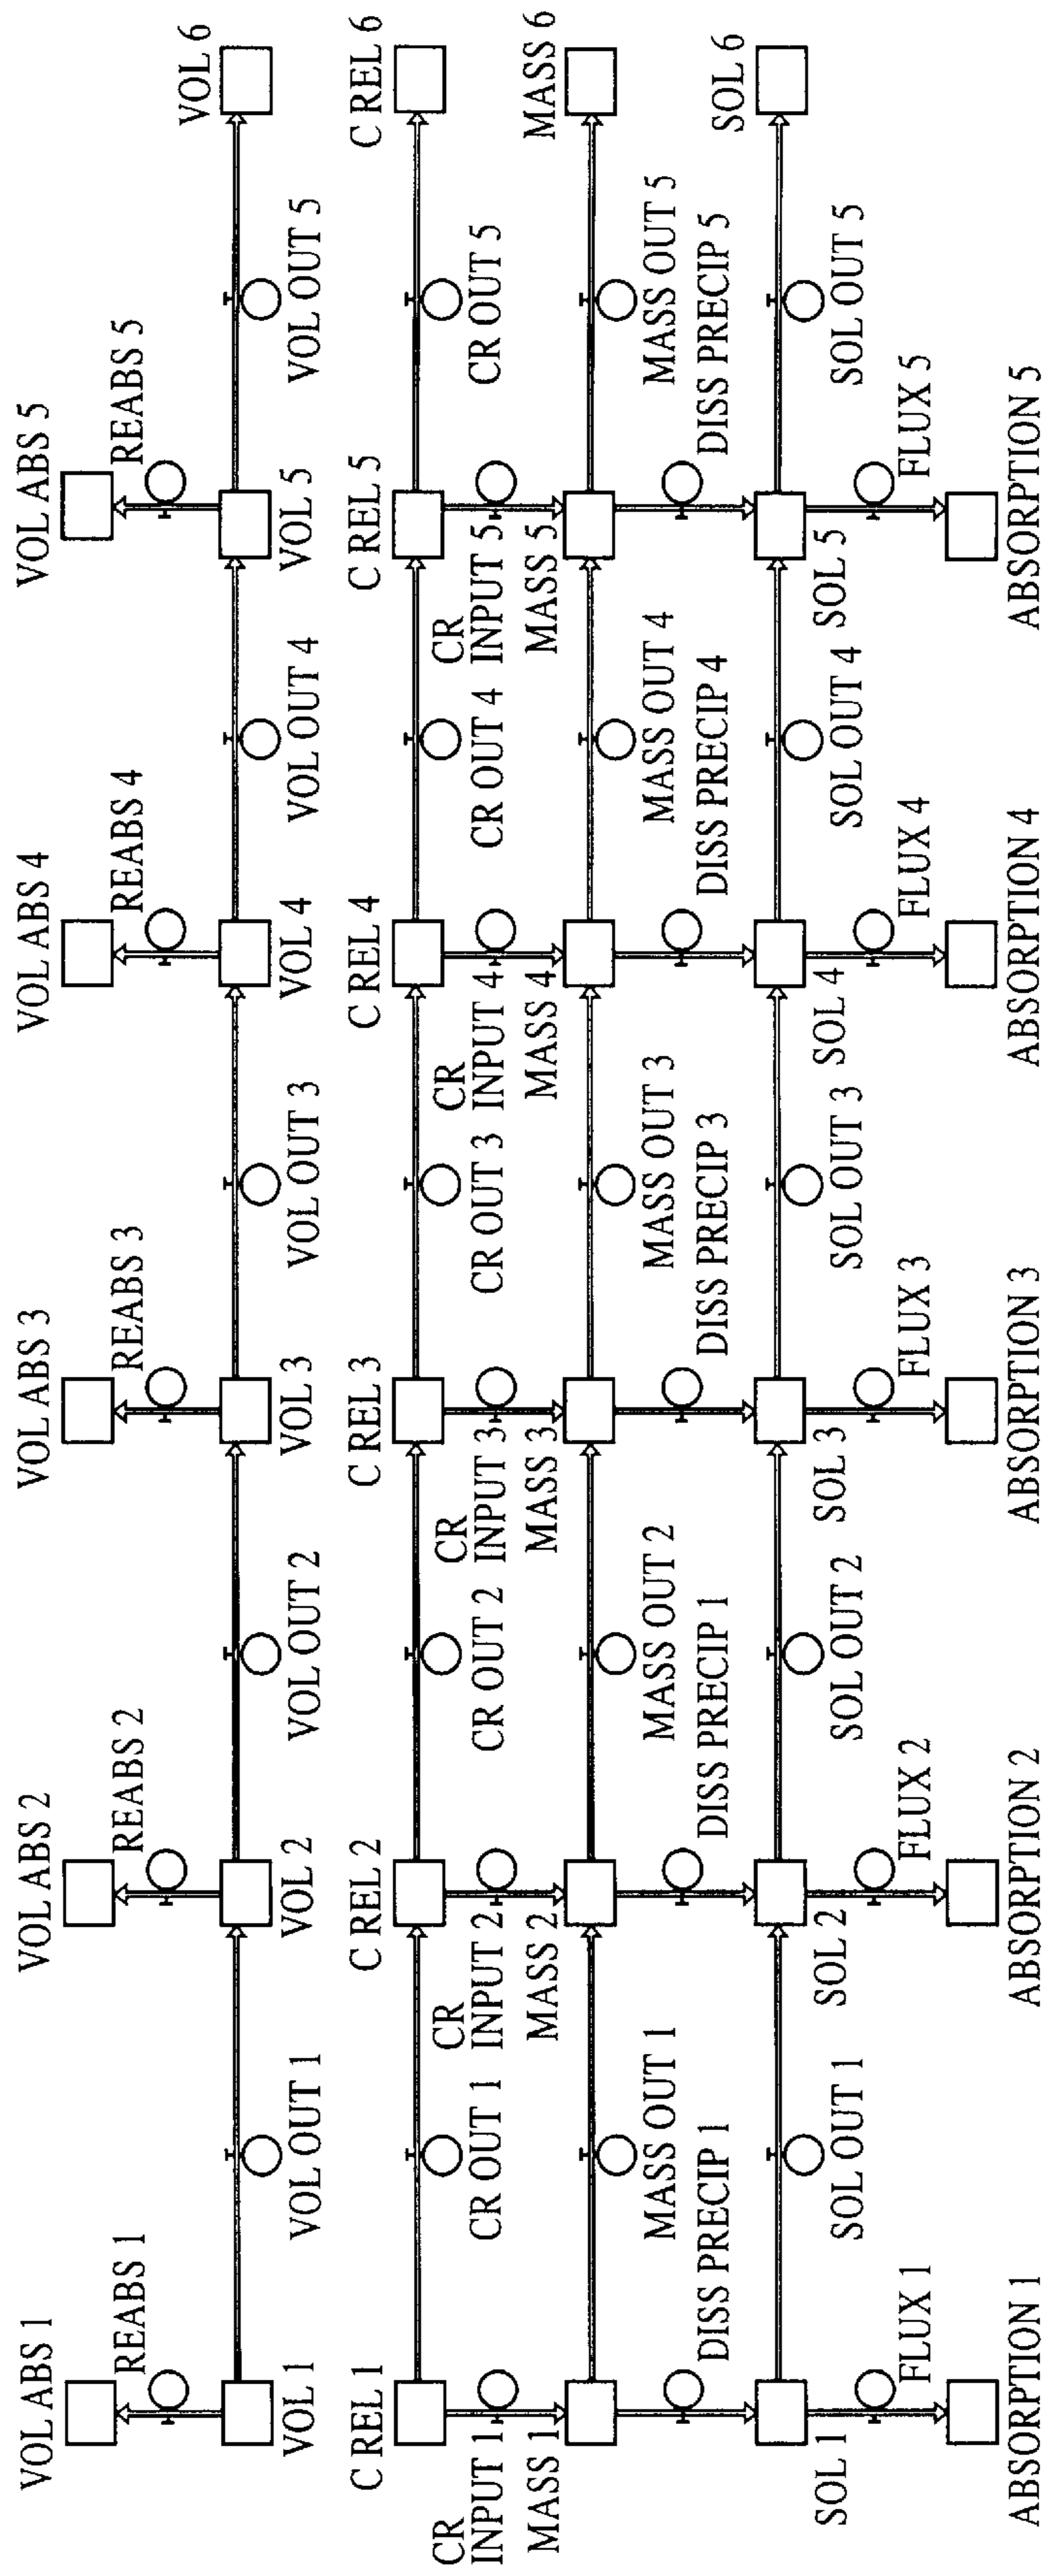 VOL ABS 1
VOL ABS 2
VOL ABS 3
VOL ABS 4
VOL ABS 5
REABS 1
REABS 2
REABS 3
REABS 4
REABS 5
VOL 6
VOL 1
VOL OUT 1
VOL 2
VOL OUT 2
VOL 3
VOL OUT 3
VOL 4
VOL OUT 4
VOL 5
VOL OUT 5
C REL 1
C REL 2
C REL 3
C REL 4
C REL 5
C REL 6
CR
INPUT 1
CR OUT 1
CR
INPUT 2
CR OUT 2
CR
INPUT 3
CR OUT 3
CR
INPUT 4
CR OUT 4
CR
INPUT 5
CR OUT 5
MASS 1
MASS 2
MASS 3
MASS 4
MASS 5
MASS 6
MASS OUT 1
MASS OUT 2
MASS OUT 3
MASS OUT 4
MASS OUT 5
DISS PRECIP 1
DISS PRECIP 1
DISS PRECIP 3
DISS PRECIP 4
DISS PRECIP 5
SOL 6
SOL 1
SOL OUT 1
SOL 2
SOL OUT 2
SOL 3
SOL OUT 3
SOL 4
SOL OUT 4
SOL 5
SOL OUT 5
FLUX 1
FLUX 2
FLUX 3
FLUX 4
FLUX 5
ABSORPTION 1
ABSORPTION 2
ABSORPTION 3
ABSORPTION 4
ABSORPTION 5